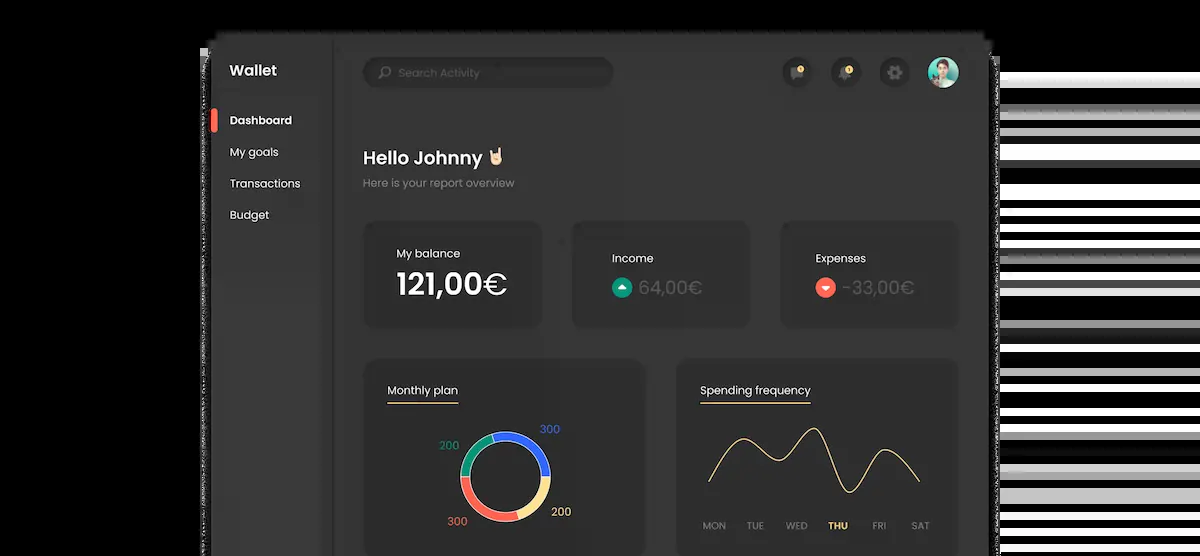 Wallet
Search Activity
Dashboard
My goals
Transactions
Budget
Hello Johnny 🤘🏻
Here is your report overview
My balance
121,00€
Income
64,00€
Expenses
-33,00€
Monthly plan
300
200
300
200
Spending frequency
MON TUE WED THU FRI SAT